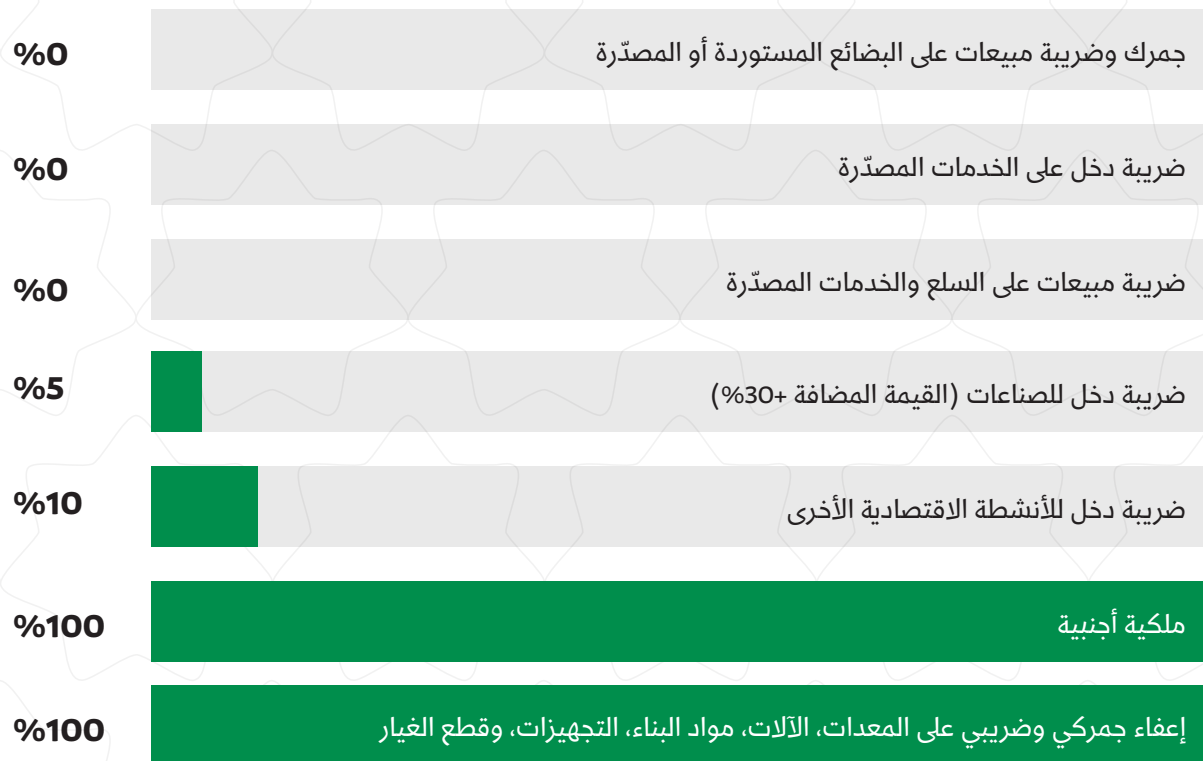 جمرك وضريبة مبيعات على البضائع المستوردة أو المصدّرة %0
ضريبة دخل على الخدمات المصدّرة %0
ضريبة مبيعات على السلع والخدمات المصدّرة %0
ضريبة دخل للصناعات (القيمة المضافة +30%) %5
ضريبة دخل للأنشطة الاقتصادية الأخرى %10
ملكية أجنبية %100
إعفاء جمركي وضريبي على المعدات، الآلات، مواد البناء، التجهيزات، وقطع الغيار %100